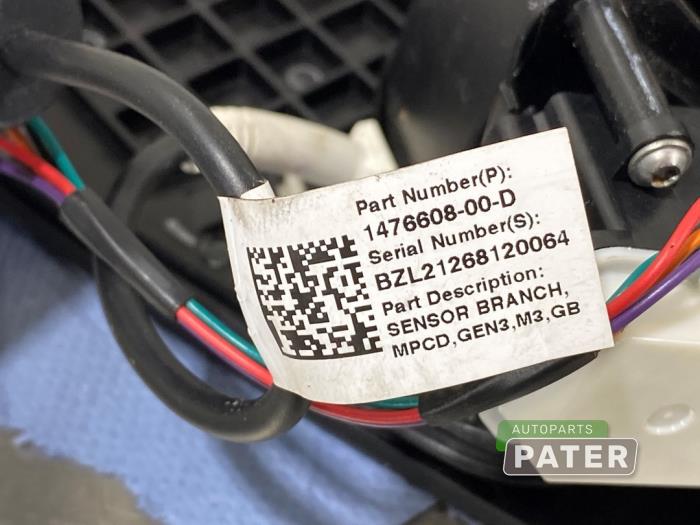 Part Number(P):
1476608-00-D
Serial Number(S):
BZL21268120064
Part Description:
SENSOR BRANCH,
MPCD,GEN3,M3,GB
AUTOPARTS
PATER